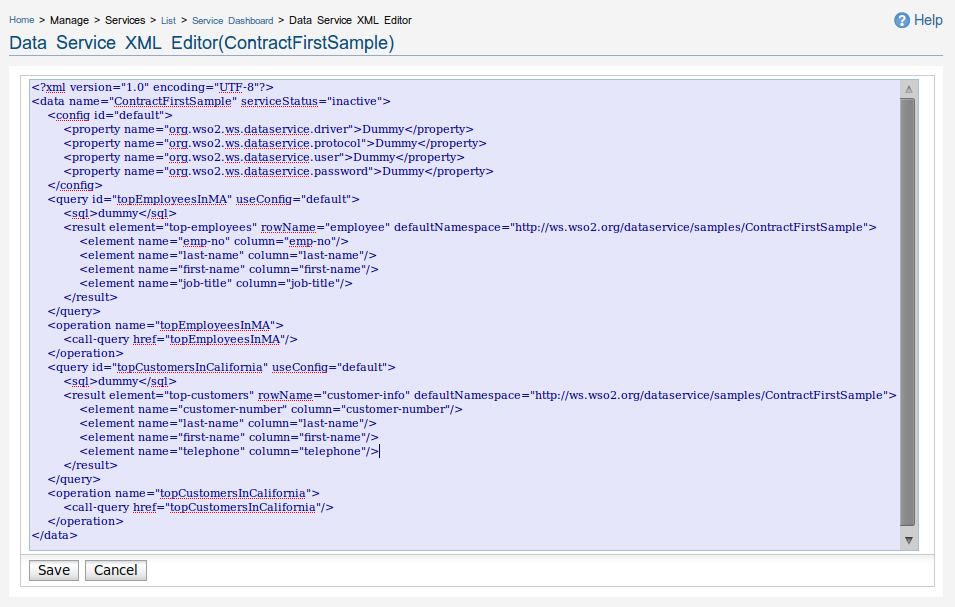 Home > Manage > Services > List > Service Dashboard > Data Service XML Editor
Help
Data Service XML Editor(ContractFirstSample)
<?xml version="1.0" encoding="UTF-8"?>
<data name="ContractFirstSample" serviceStatus="inactive">
<config id="default">
<property name="org.wso2.ws.dataservice.driver">Dummy</property>
<property name="org.wso2.ws.dataservice.protocol">Dummy</property>
<property name="org.wso2.ws.dataservice.user">Dummy</property>
<property name="org.wso2.ws.dataservice.password">Dummy</property>
</config>
<query id="topEmployeesInMA" useConfig="default">
<sql>dummy</sql>
<result element="top-employees" rowName="employee" defaultNamespace="http://ws.wso2.org/dataservice/samples/ContractFirstSample">
<element name="emp-no" column="emp-no"/>
<element name="last-name" column="last-name"/>
<element name="first-name" column="first-name"/>
<element name="job-title" column="job-title"/>
</result>
</query>
<operation name="topEmployeesInMA">
<call-query href="topEmployeesInMA"/>
</operation>
<query id="topCustomersInCalifornia" useConfig="default">
<sql>dummy</sql>
<result element="top-customers" rowName="customer-info" defaultNamespace="http://ws.wso2.org/dataservice/samples/ContractFirstSample">
<element name="customer-number" column="customer-number"/>
<element name="last-name" column="last-name"/>
<element name="first-name" column="first-name"/>
<element name="telephone" column="telephone"/>
</result>
</query>
<operation name="topCustomersInCalifornia">
<call-query href="topCustomersInCalifornia"/>
</operation>
</data>
Save Cancel